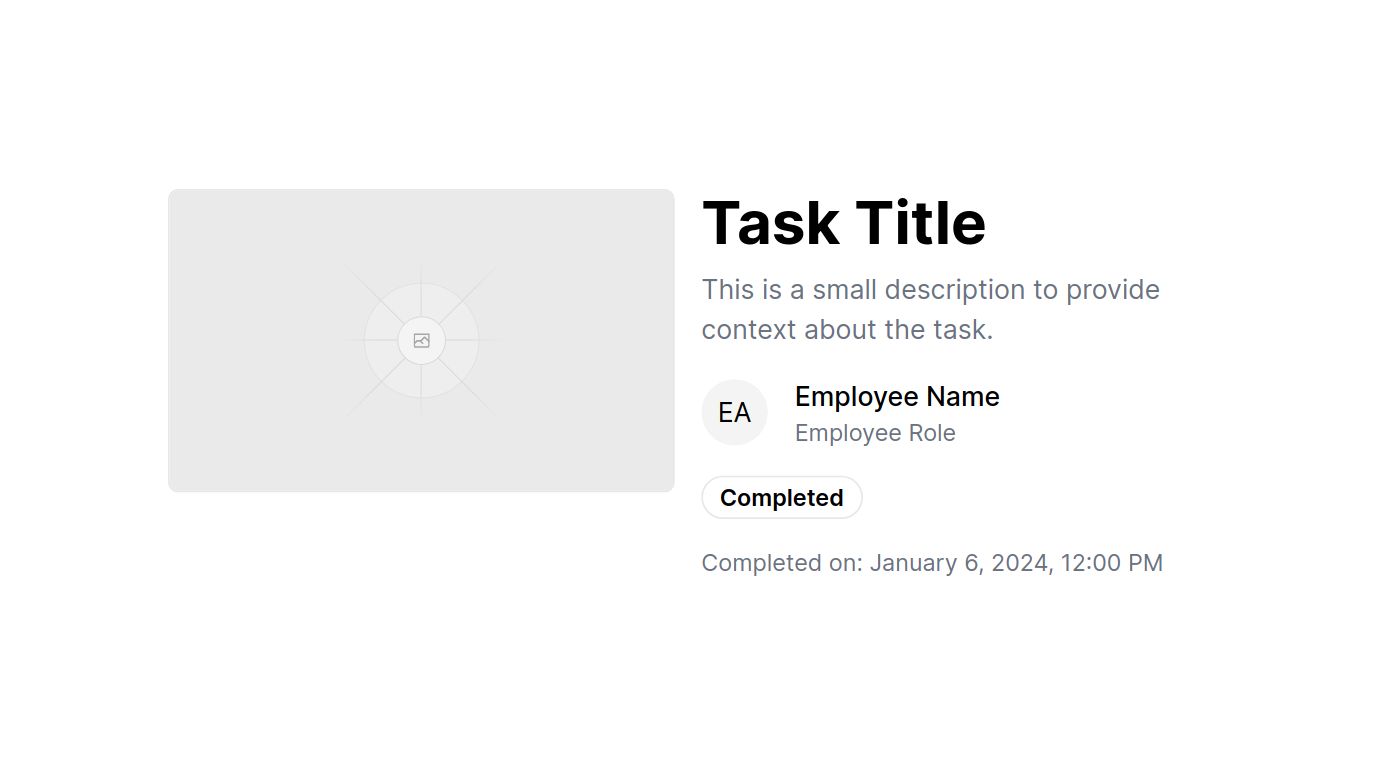 Task Title
This is a small description to provide
context about the task.
EA
Employee Name
Employee Role
Completed
Completed on: January 6, 2024, 12:00 PM